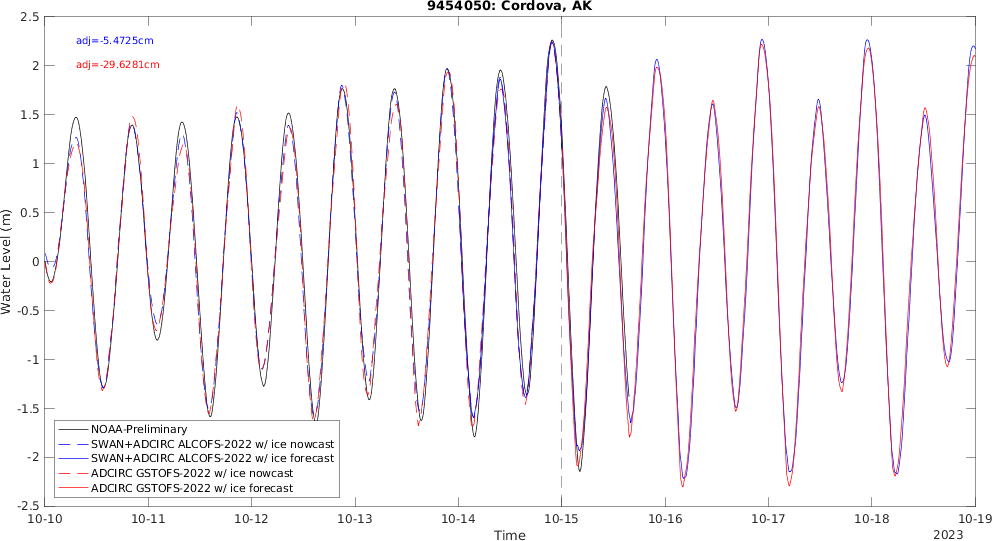 9454050: Cordova, AK
adj=-5.4725cm
adj=-29.6281cm
Water Level (m)
2.5
2
1.5
1
0.5
0
-0.5
-1
-1.5
-2
-2.5
NOAA-Preliminary
SWAN+ADCIRC ALCOFS-2022 w/ ice nowcast
SWAN+ADCIRC ALCOFS-2022 w/ ice forecast
ADCIRC GSTOFS-2022 w/ ice nowcast
ADCIRC GSTOFS-2022 w/ ice forecast
10-10 10-11 10-12 10-13 10-14 10-15 10-16 10-17 10-18 10-19
Time
2023